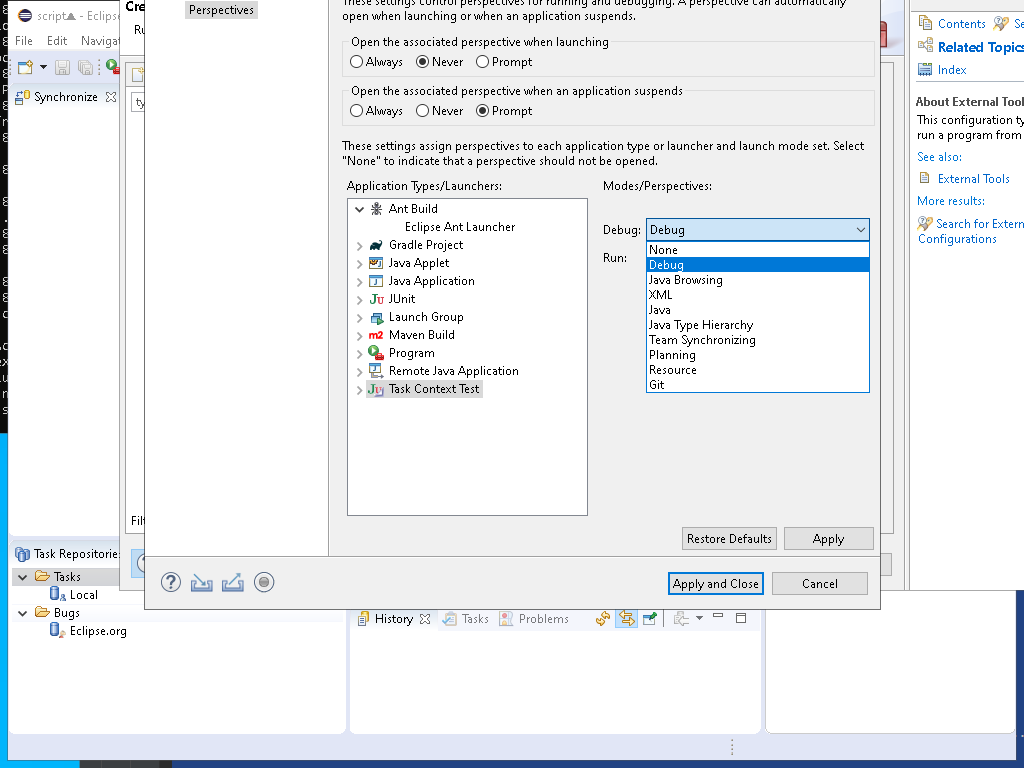 script - Eclipse
File Edit Navigat
Synchronize
Cre
Perspectives
These settings control perspectives for running and debugging. A perspective can automatically
open when launching or when an application suspends.
Open the associated perspective when launching
Always Never Prompt
Open the associated perspective when an application suspends
Always Never Prompt
These settings assign perspectives to each application type or launcher and launch mode set. Select
"None" to indicate that a perspective should not be opened.
Application Types/Launchers:
Modes/Perspectives:
Ant Build
Eclipse Ant Launcher
Gradle Project
Java Applet
Java Application
JUnit
Launch Group
Maven Build
Program
Remote Java Application
Task Context Test
Debug: Debug
Run:
None
Debug
Java Browsing
XML
Java
Java Type Hierarchy
Team Synchronizing
Planning
Resource
Git
Restore Defaults Apply
Apply and Close Cancel
Contents Se
Related Topics
Index
About External Tool
This configuration ty
run a program from
See also:
External Tools
More results:
Search for Extern
Configurations
Task Repositorie
Tasks
Local
Bugs
Eclipse.org
History Tasks Problems